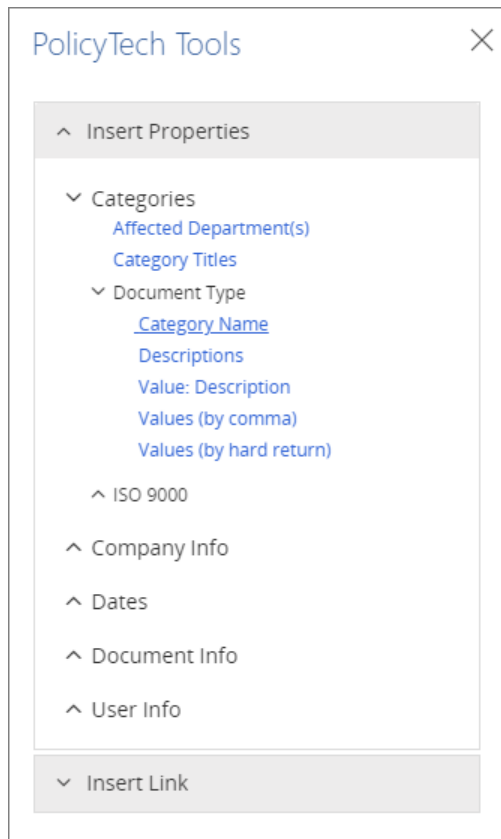 PolicyTech Tools
Insert Properties
Categories
Affected Department(s)
Category Titles
Document Type
Category Name
Descriptions
Value: Description
Values (by comma)
Values (by hard return)
ISO 9000
Company Info
Dates
Document Info
User Info
Insert Link